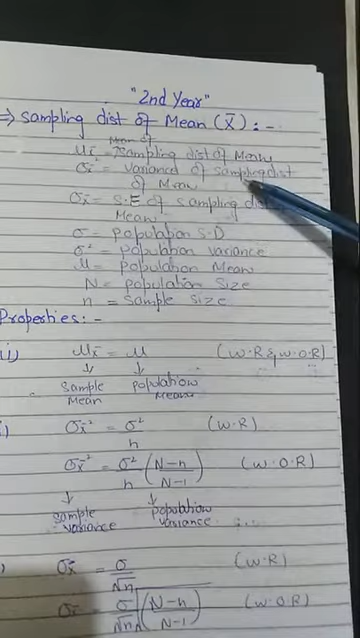 "2nd Year"
⇒ Sampling dist of Mean (X̄) : -
Mean of
μx̄ = Sampling dist of Mean
σx̄² = Variance of sampling dist
of Mean
σx̄ = S.E of sampling dist
Mean
σ = population S.D
σ² = population variance
μ = population Mean
N = population Size
n = sample size
Properties: -
i) μx̄ = μ (W.R & W.O.R)
↓ ↓
Sample population
Mean Mean
) σx̄² = σ²/n (W.R)
σx̄² = σ²/n (N-n/N-1) (W.O.R)
↓ ↓
Sample population
variance variance
) σx̄ = σ/√n (W.R)
σx̄ = σ/√n √(N-n/N-1) (W.O.R)